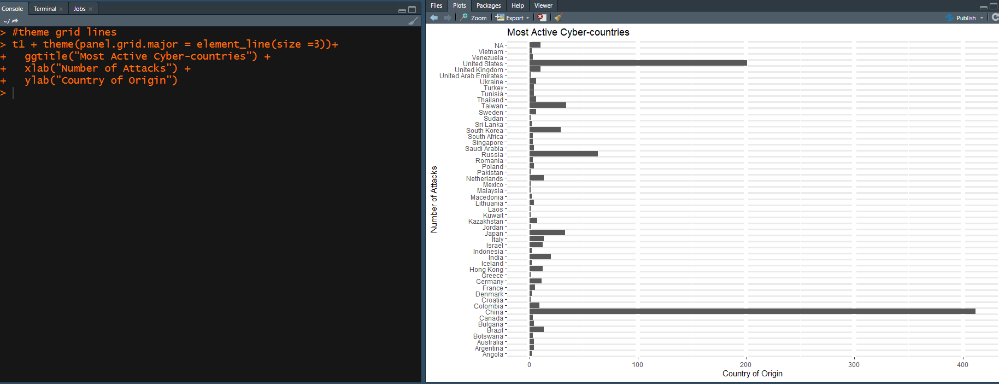 Console Terminal Jobs
~/
> #theme grid lines
> t1 + theme(panel.grid.major = element_line(size =3))+
+   ggtitle("Most Active Cyber-countries") +
+   xlab("Number of Attacks") +
+   ylab("Country of Origin")
>
Files Plots Packages Help Viewer
Zoom Export Publish
Most Active Cyber-countries
NA
Vietnam
Venezuela
United States
United Kingdom
United Arab Emirates
Ukraine
Turkey
Tunisia
Thailand
Taiwan
Sweden
Sudan
Sri Lanka
South Korea
South Africa
Singapore
Saudi Arabia
Russia
Romania
Poland
Pakistan
Netherlands
Mexico
Malaysia
Macedonia
Lithuania
Laos
Kuwait
Kazakhstan
Jordan
Japan
Italy
Israel
Indonesia
India
Iceland
Hong Kong
Greece
Germany
France
Denmark
Croatia
Colombia
China
Canada
Bulgaria
Brazil
Botswana
Australia
Argentina
Angola
Number of Attacks
0 100 200 300 400
Country of Origin